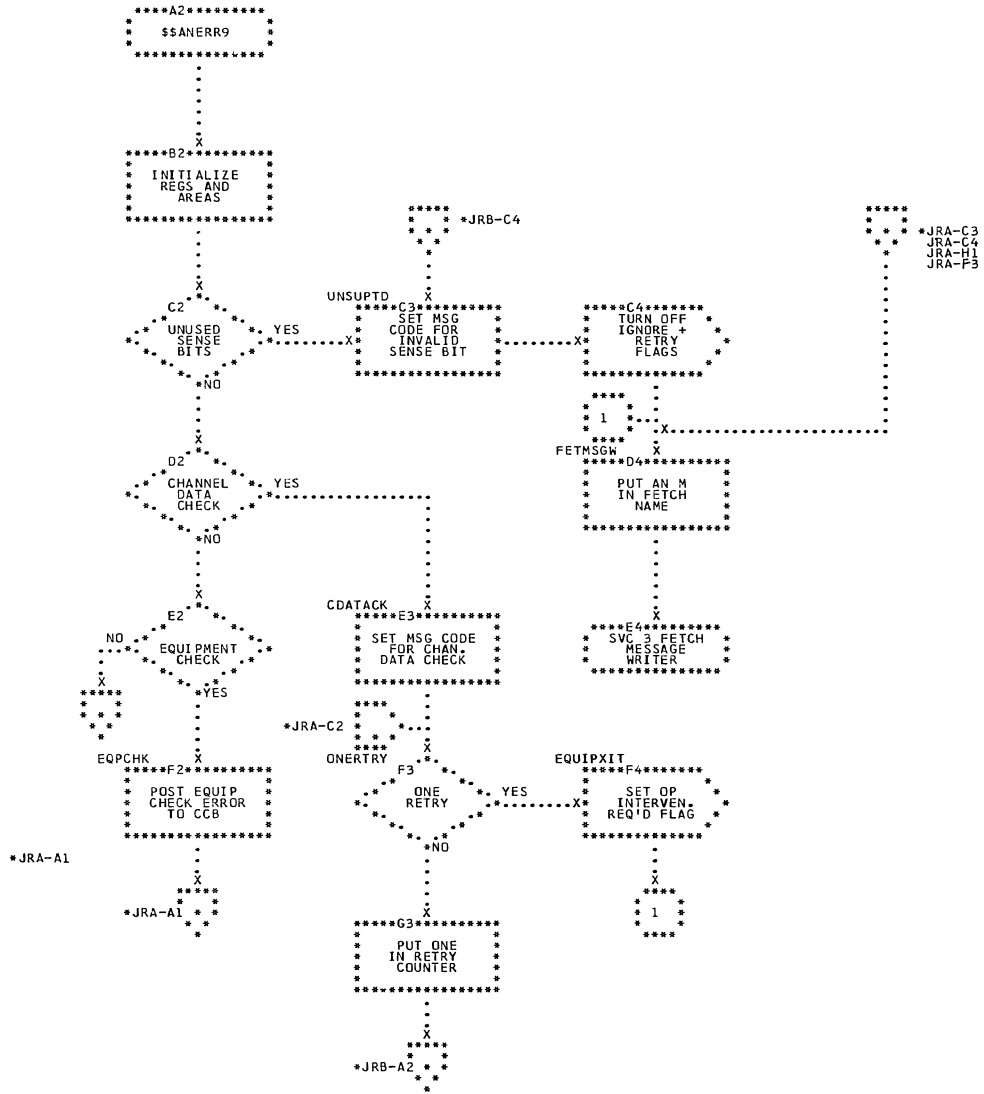 A2
$$ANERR9
B2
INITIALIZE
REGS AND
AREAS
*JRB-C4
*JRA-C3
JRA-C4
JRA-H1
JRA-F3
UNSUPTD
C2
UNUSED
SENSE
BITS
YES
NO
C3
SET MSG
CODE FOR
INVALID
SENSE BIT
C4
TURN OFF
IGNORE +
RETRY
FLAGS
1
FETMSGW
D2
CHANNEL
DATA
CHECK
YES
NO
D4
PUT AN M
IN FETCH
NAME
CDATACK
E2
EQUIPMENT
CHECK
NO
YES
E3
SET MSG CODE
FOR CHAN.
DATA CHECK
E4
SVC 3 FETCH
MESSAGE
WRITER
*JRA-C2
EQPCHK
ONERTRY
EQUIPXIT
F2
POST EQUIP
CHECK ERROR
TO CCB
F3
ONE
RETRY
YES
NO
F4
SET OP
INTERVEN.
REQ'D FLAG
*JRA-A1
*JRA-A1
1
G3
PUT ONE
IN RETRY
COUNTER
*JRB-A2